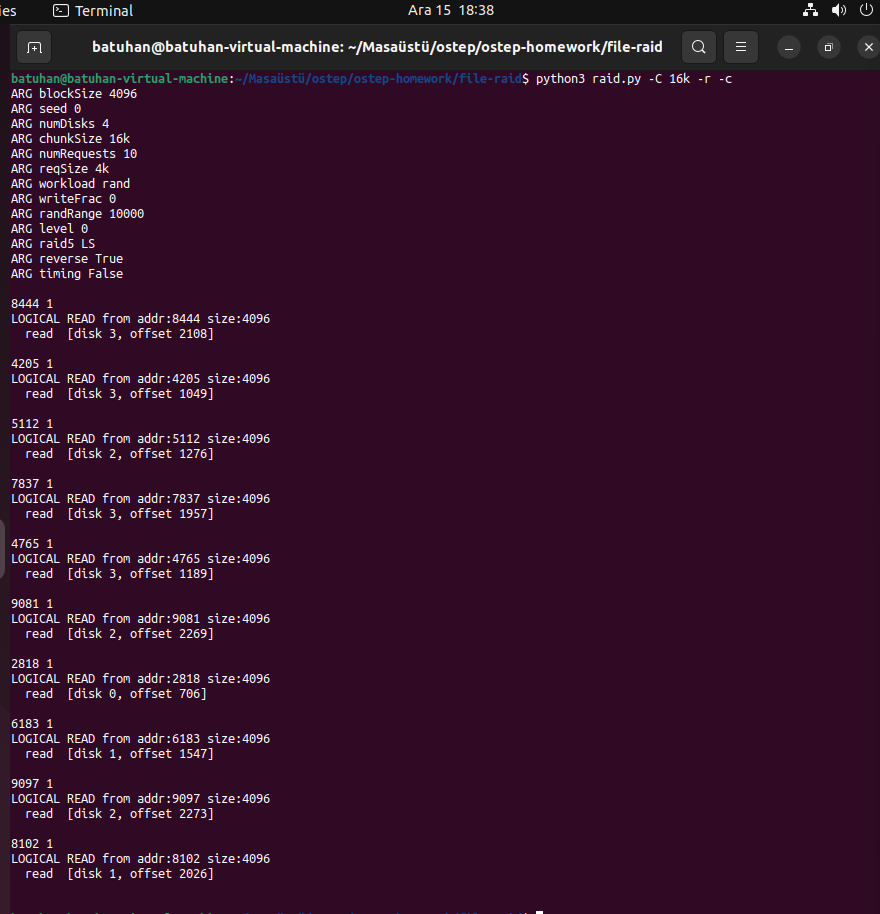 ies
Terminal
Ara 15 18:38
batuhan@batuhan-virtual-machine: ~/Masaüstü/ostep/ostep-homework/file-raid
batuhan@batuhan-virtual-machine:~/Masaüstü/ostep/ostep-homework/file-raid$ python3 raid.py -C 16k -r -c
ARG blockSize 4096
ARG seed 0
ARG numDisks 4
ARG chunkSize 16k
ARG numRequests 10
ARG reqSize 4k
ARG workload rand
ARG writeFrac 0
ARG randRange 10000
ARG level 0
ARG raid5 LS
ARG reverse True
ARG timing False
8444 1
LOGICAL READ from addr:8444 size:4096
read [disk 3, offset 2108]
4205 1
LOGICAL READ from addr:4205 size:4096
read [disk 3, offset 1049]
5112 1
LOGICAL READ from addr:5112 size:4096
read [disk 2, offset 1276]
7837 1
LOGICAL READ from addr:7837 size:4096
read [disk 3, offset 1957]
4765 1
LOGICAL READ from addr:4765 size:4096
read [disk 3, offset 1189]
9081 1
LOGICAL READ from addr:9081 size:4096
read [disk 2, offset 2269]
2818 1
LOGICAL READ from addr:2818 size:4096
read [disk 0, offset 706]
6183 1
LOGICAL READ from addr:6183 size:4096
read [disk 1, offset 1547]
9097 1
LOGICAL READ from addr:9097 size:4096
read [disk 2, offset 2273]
8102 1
LOGICAL READ from addr:8102 size:4096
read [disk 1, offset 2026]